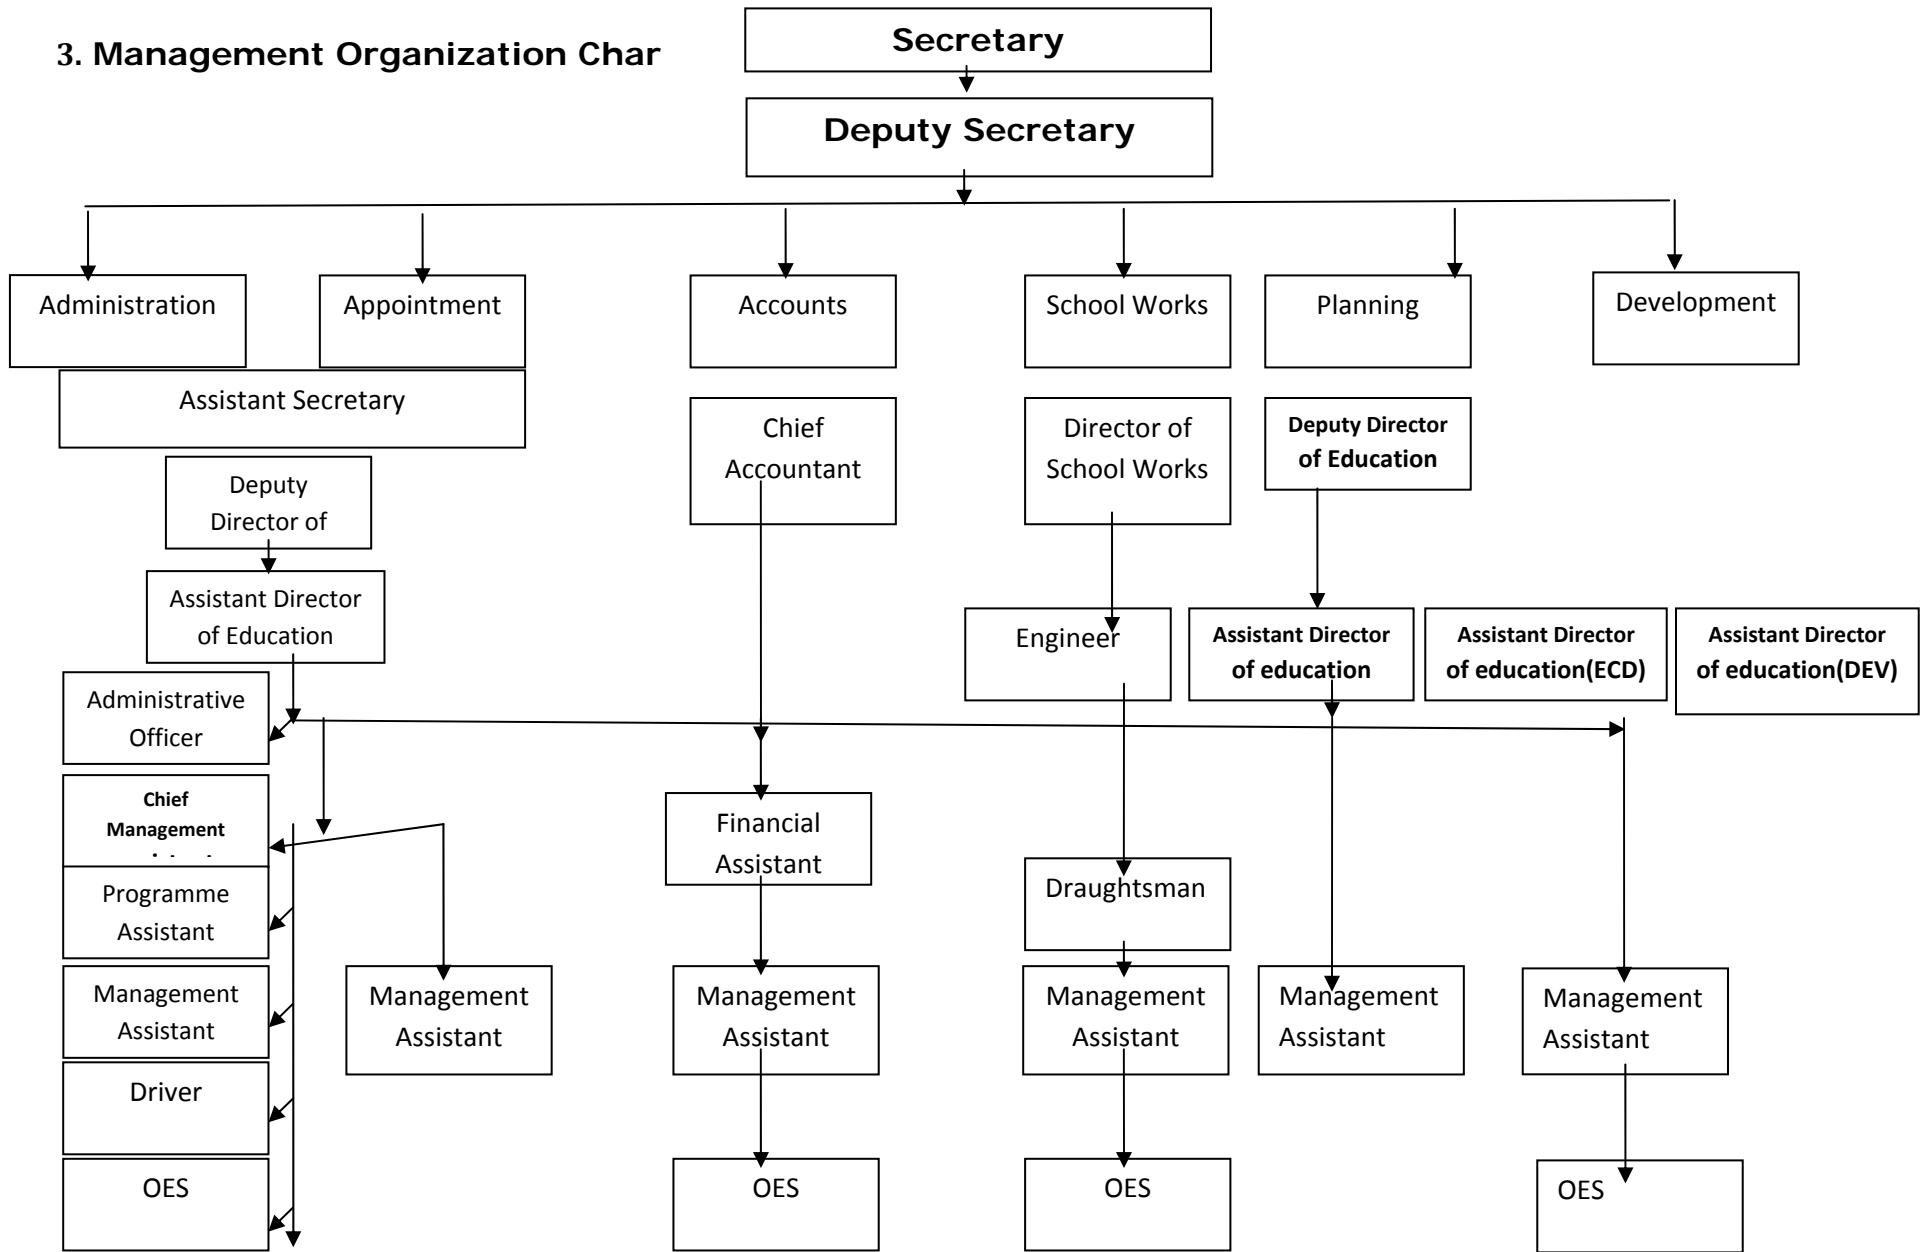 3. Management Organization Char
Secretary
Deputy Secretary
Administration
Appointment
Accounts
School Works
Planning
Development
Assistant Secretary
Chief
Accountant
Director of
School Works
Deputy Director
of Education
Deputy
Director of
Assistant Director
of Education
Engineer
Assistant Director
of education
Assistant Director
of education(ECD)
Assistant Director
of education(DEV)
Administrative
Officer
Chief
Management
Financial
Assistant
Programme
Assistant
Draughtsman
Management
Assistant
Management
Assistant
Management
Assistant
Management
Assistant
Management
Assistant
Management
Assistant
Driver
OES
OES
OES
OES